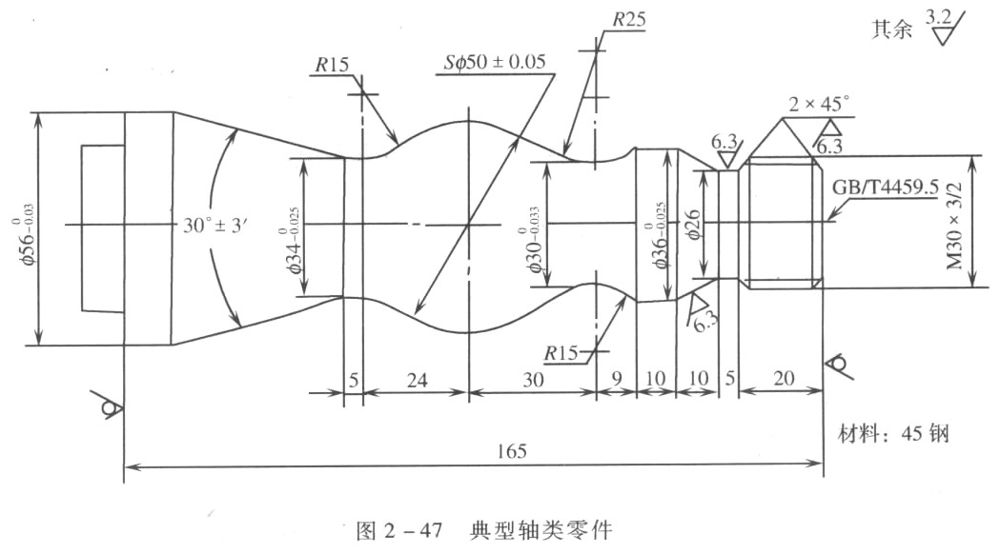 其余 3.2
R25
R15
Sϕ50 ± 0.05
2 × 45°
6.3
6.3
GB/T4459.5
ϕ56 0 -0.03
30° ± 3′
ϕ34 0 -0.025
ϕ30 0 -0.033
ϕ36 0 -0.025
ϕ26
M30 × 3/2
6.3
R15
5
24
30
9
10
10
5
20
材料：45 钢
165
图 2 - 47 典型轴类零件